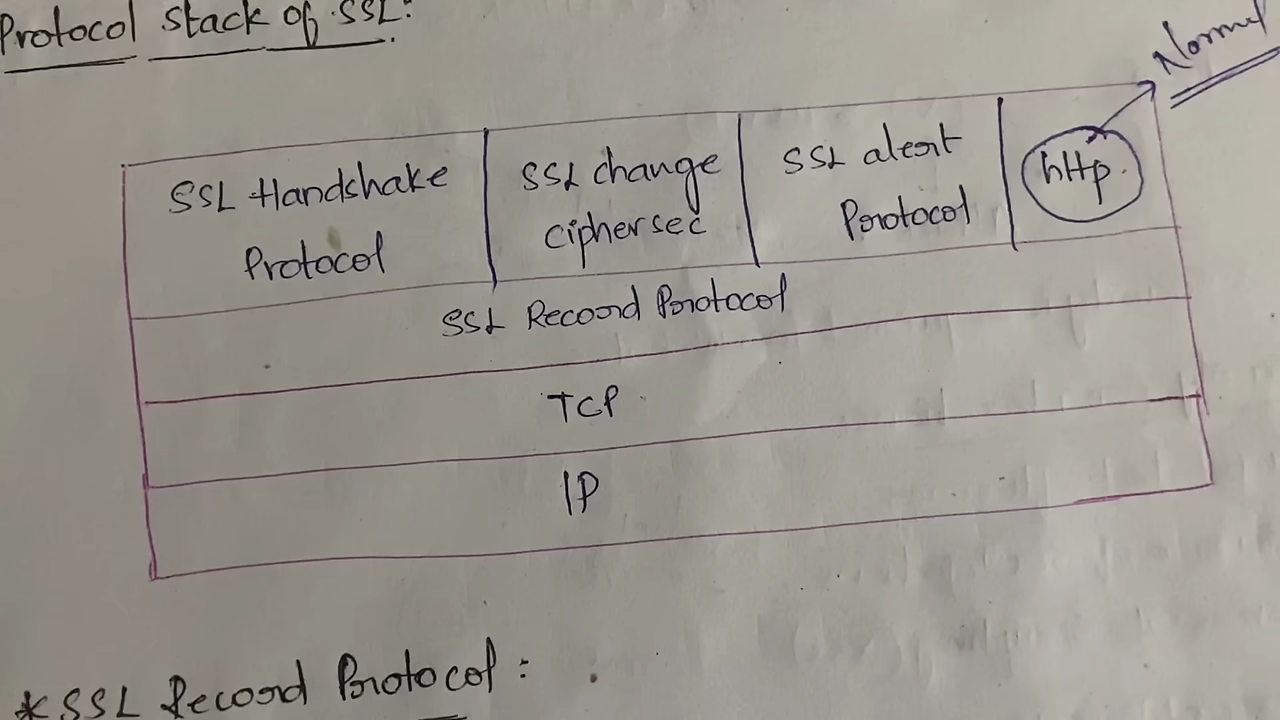 Protocol stack of SSL:
Normal
SSL Handshake
Protocol
SSL change
ciphersec
SSL alert
Protocol
http.
SSL Record Protocol
TCP
IP
*SSL Record Protocol: